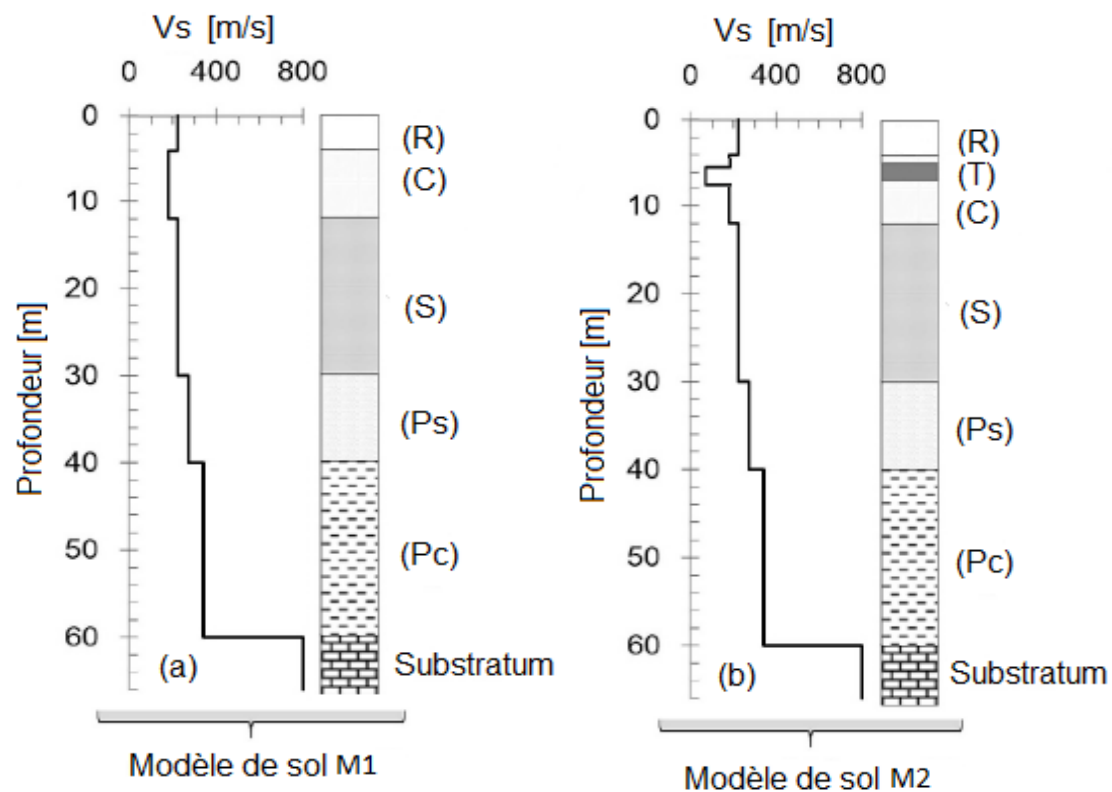 Vs [m/s]
0 400 800
0
10
20
30
40
50
60
Profondeur [m]
(R)
(C)
(S)
(Ps)
(Pc)
Substratum
(a)
Modèle de sol M1
Vs [m/s]
0 400 800
0
10
20
30
40
50
60
Profondeur [m]
(R)
(T)
(C)
(S)
(Ps)
(Pc)
Substratum
(b)
Modèle de sol M2